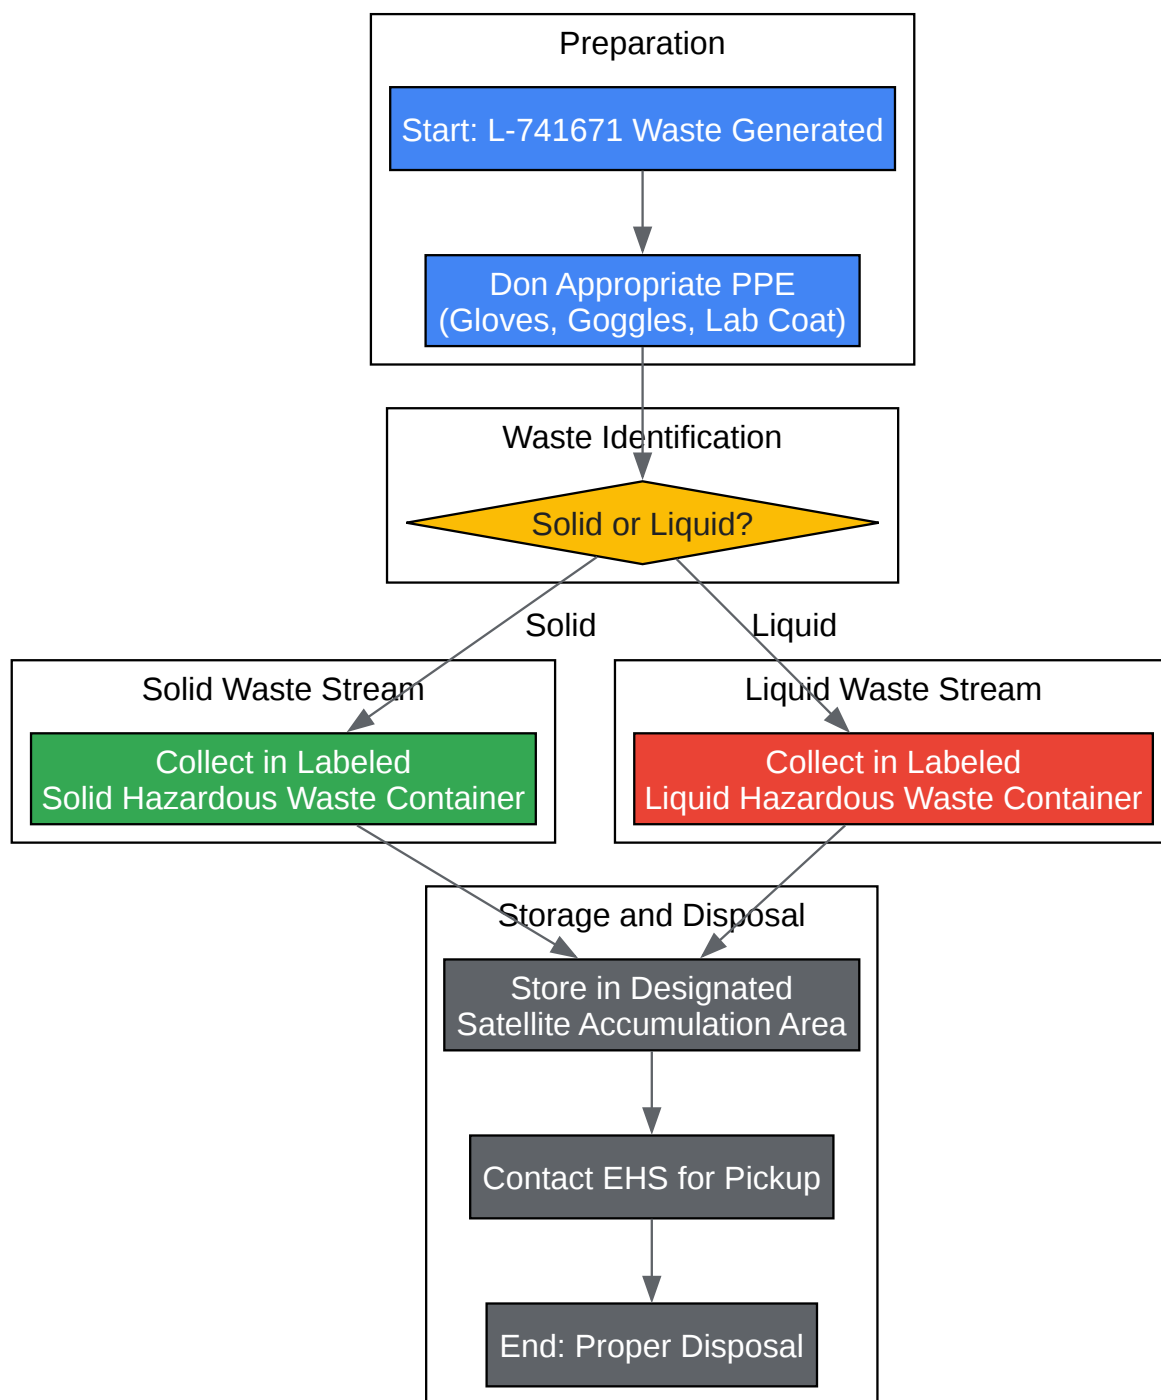 Preparation
Start: L-741671 Waste Generated
Don Appropriate PPE
(Gloves, Goggles, Lab Coat)
Waste Identification
Solid or Liquid?
Solid
Liquid
Solid Waste Stream
Collect in Labeled
Solid Hazardous Waste Container
Liquid Waste Stream
Collect in Labeled
Liquid Hazardous Waste Container
Storage and Disposal
Store in Designated
Satellite Accumulation Area
Contact EHS for Pickup
End: Proper Disposal